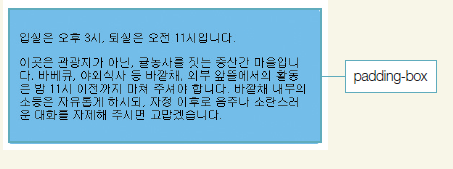 입실은 오후 3시, 퇴실은 오전 11시입니다.
이곳은 관광지가 아닌, 귤농사를 짓는 중산간 마을입니
다. 바베큐, 야외식사 등 바깥채, 외부 앞뜰에서의 활동
은 밤 11시 이전까지 마쳐 주셔야 합니다. 바깥채 내부의
소등은 자유롭게 하시되, 자정 이후로 음주나 소란스러
운 대화를 자제해 주시면 고맙겠습니다.
padding-box